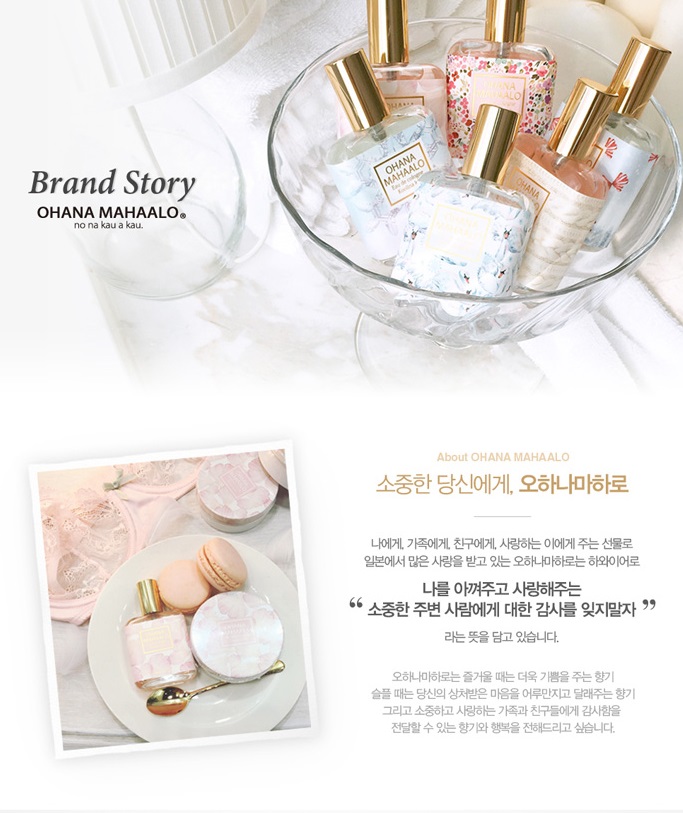 Brand Story
OHANA MAHAALO®
no na kau a kau.
OHANA
MAHAALO
Eau de cologne
OHANA
MAHAALO
OHANA
MAHAALO
About OHANA MAHAALO
소중한 당신에게, 오하나마하로
나에게, 가족에게, 친구에게, 사랑하는 이에게 주는 선물로
일본에서 많은 사랑을 받고 있는 오하나마하로는 하와이어로
나를 아껴주고 사랑해주는
“ 소중한 주변 사람에게 대한 감사를 잊지말자 ”
라는 뜻을 담고 있습니다.
오하나마하로는 즐거울 때는 더욱 기쁨을 주는 향기
슬플 때는 당신의 상처받은 마음을 어루만지고 달래주는 향기
그리고 소중하고 사랑하는 가족과 친구들에게 감사함을
전달할 수 있는 향기와 행복을 전해드리고 싶습니다.